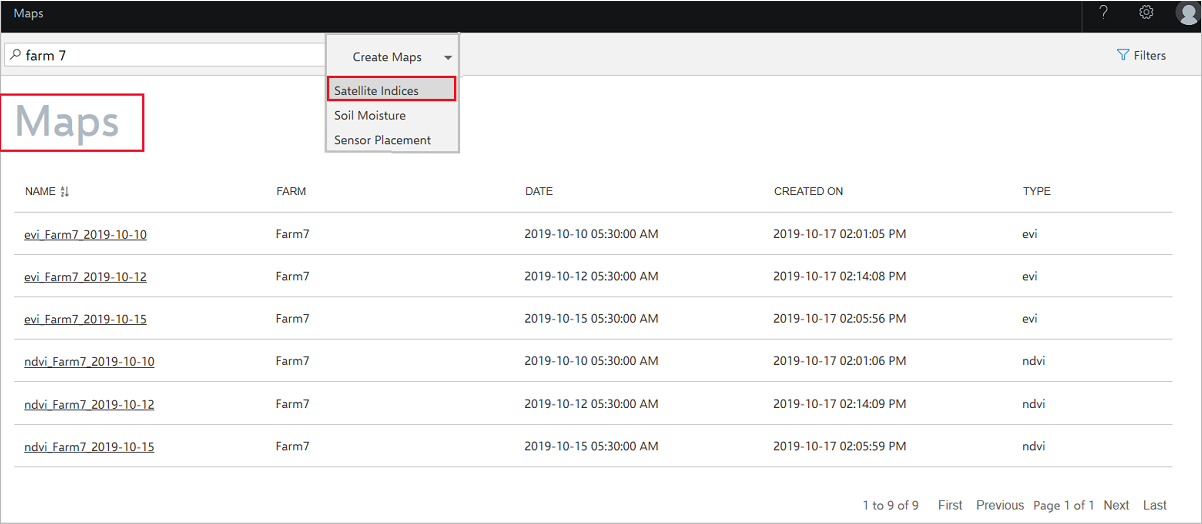 Maps
?
farm 7
Create Maps
Filters
Satellite Indices
Soil Moisture
Sensor Placement
Maps
NAME FARM DATE CREATED ON TYPE
evi_Farm7_2019-10-10 Farm7 2019-10-10 05:30:00 AM 2019-10-17 02:01:05 PM evi
evi_Farm7_2019-10-12 Farm7 2019-10-12 05:30:00 AM 2019-10-17 02:14:08 PM evi
evi_Farm7_2019-10-15 Farm7 2019-10-15 05:30:00 AM 2019-10-17 02:05:56 PM evi
ndvi_Farm7_2019-10-10 Farm7 2019-10-10 05:30:00 AM 2019-10-17 02:01:06 PM ndvi
ndvi_Farm7_2019-10-12 Farm7 2019-10-12 05:30:00 AM 2019-10-17 02:14:09 PM ndvi
ndvi_Farm7_2019-10-15 Farm7 2019-10-15 05:30:00 AM 2019-10-17 02:05:59 PM ndvi
1 to 9 of 9 First Previous Page 1 of 1 Next Last